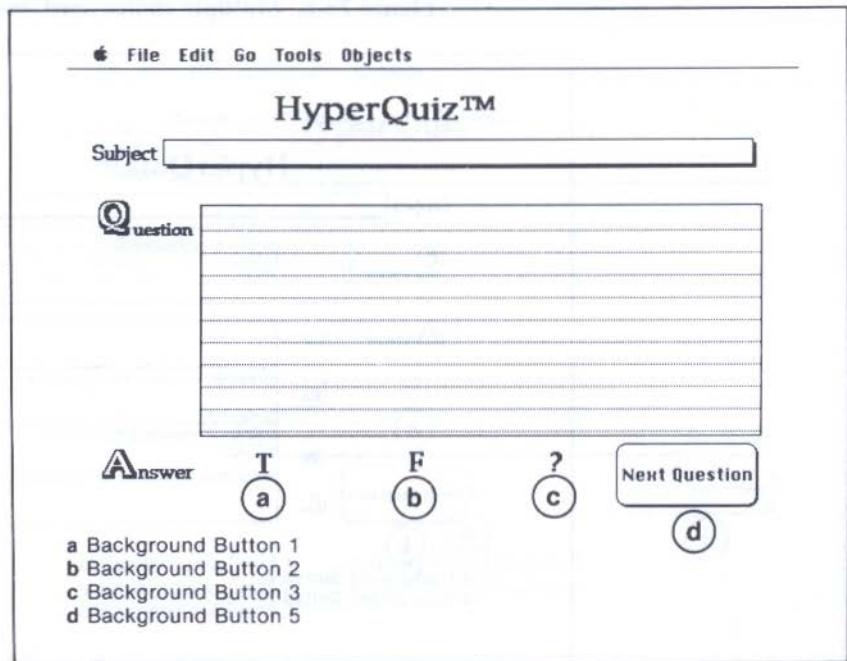 File Edit Go Tools Objects
HyperQuiz™
Subject
Question
Answer T F ? Next Question
a b c d
a Background Button 1
b Background Button 2
c Background Button 3
d Background Button 5